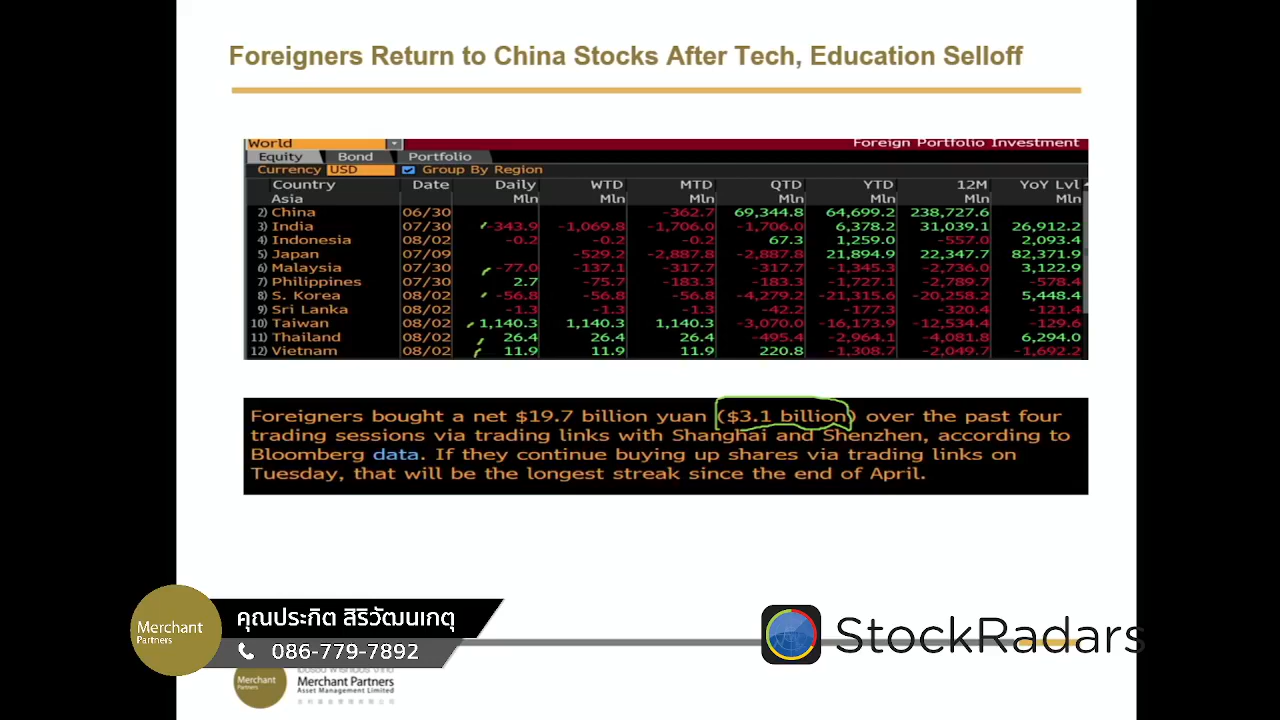 Foreigners Return to China Stocks After Tech, Education Selloff
World Foreign Portfolio Investment
Equity Bond Portfolio
Currency USD Group By Region
Country Date Daily WTD MTD QTD YTD 12M YoY Lvl
Asia Mln Mln Mln Mln Mln Mln Mln
2) China 06/30 -362.7 69,344.8 64,699.2 238,727.6
3) India 07/30 -343.9 -1,069.8 -1,706.0 -1,706.0 6,378.2 31,039.1 26,912.2
4) Indonesia 08/02 -0.2 -0.2 -0.2 67.3 1,259.0 -557.0 2,093.4
5) Japan 07/09 -529.2 -2,887.8 -2,887.8 21,894.9 22,347.7 82,371.9
6) Malaysia 07/30 -77.0 -137.1 -317.7 -317.7 -1,345.3 -2,736.0 3,122.9
7) Philippines 07/30 2.7 -75.7 -183.3 -183.3 -1,727.1 -2,789.7 -578.4
8) S. Korea 08/02 -56.8 -56.8 -56.8 -4,279.2 -21,315.6 -20,258.2 5,448.4
9) Sri Lanka 08/02 -1.3 -1.3 -1.3 -42.2 -177.3 -320.4 -121.4
10) Taiwan 08/02 1,140.3 1,140.3 1,140.3 -3,070.0 -16,173.9 -12,534.4 -129.6
11) Thailand 08/02 26.4 26.4 26.4 -495.4 -2,964.1 -4,081.8 6,294.0
12) Vietnam 08/02 11.9 11.9 11.9 220.8 -1,308.7 -2,049.7 -1,692.2
Foreigners bought a net $19.7 billion yuan ($3.1 billion) over the past four
trading sessions via trading links with Shanghai and Shenzhen, according to
Bloomberg data. If they continue buying up shares via trading links on
Tuesday, that will be the longest streak since the end of April.
Merchant
Partners
คุณประกิต สิริวัฒนเกตุ
086-779-7892
StockRadars
Merchant
Partners
Merchant Partners
Asset Management Limited